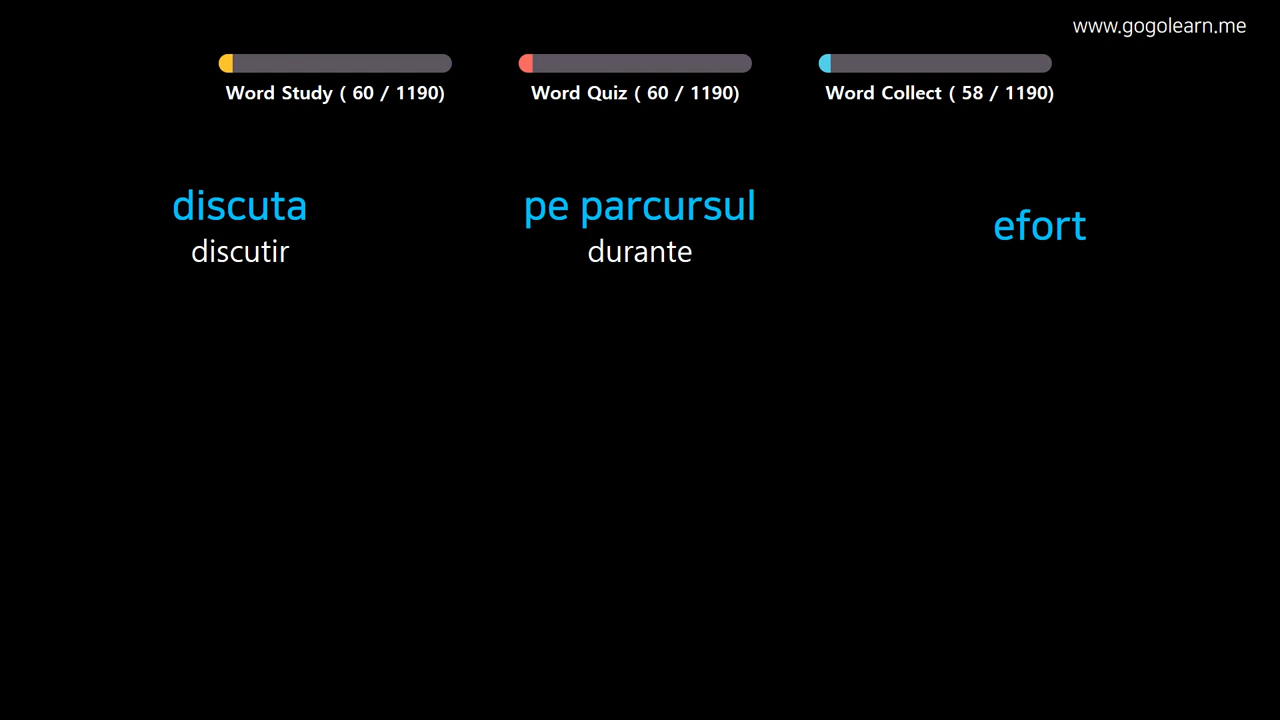 www.gogolearn.me
Word Study ( 60 / 1190)
Word Quiz ( 60 / 1190)
Word Collect ( 58 / 1190)
discuta
discutir
pe parcursul
durante
efort